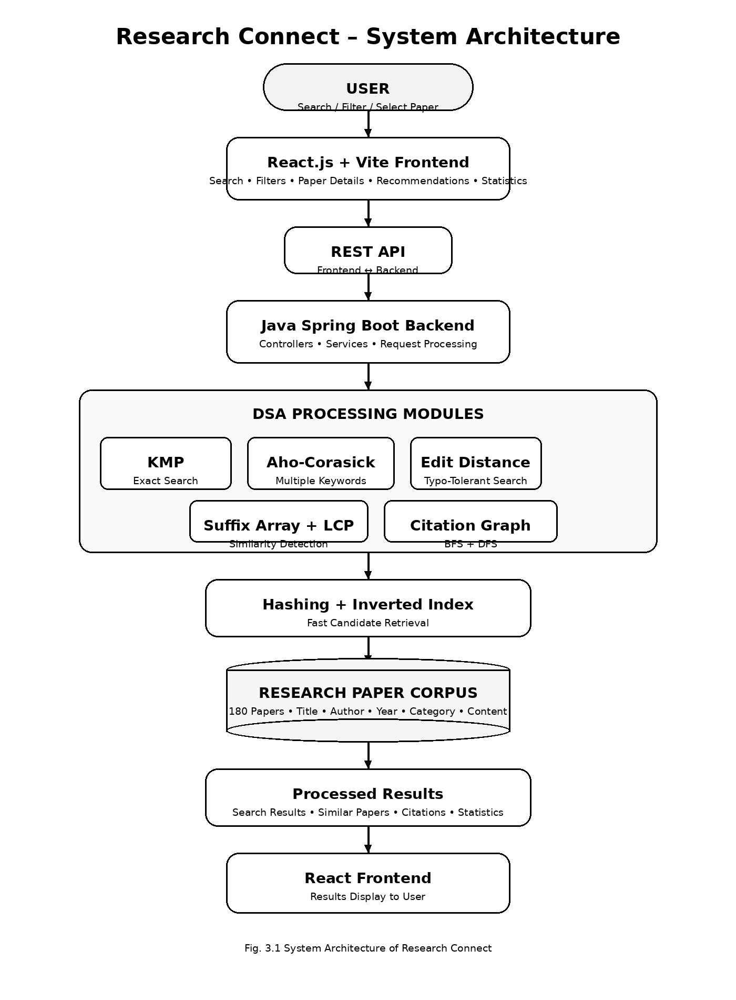 Research Connect – System Architecture
USER
Search / Filter / Select Paper
React.js + Vite Frontend
Search • Filters • Paper Details • Recommendations • Statistics
REST API
Frontend ↔ Backend
Java Spring Boot Backend
Controllers • Services • Request Processing
DSA PROCESSING MODULES
KMP
Exact Search
Aho-Corasick
Multiple Keywords
Edit Distance
Typo-Tolerant Search
Suffix Array + LCP
Similarity Detection
Citation Graph
BFS + DFS
Hashing + Inverted Index
Fast Candidate Retrieval
RESEARCH PAPER CORPUS
180 Papers • Title • Author • Year • Category • Content
Processed Results
Search Results • Similar Papers • Citations • Statistics
React Frontend
Results Display to User
Fig. 3.1 System Architecture of Research Connect